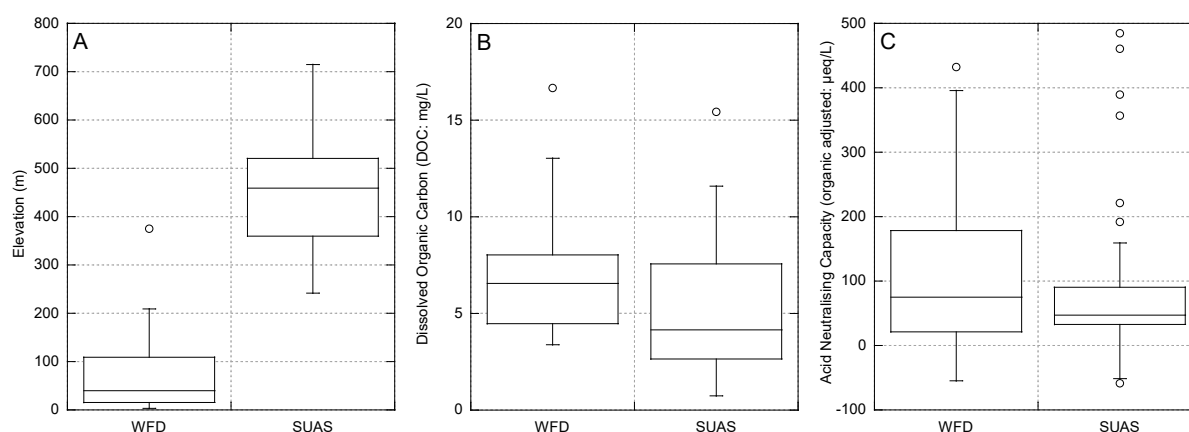 A
Elevation (m)
800
700
600
500
400
300
200
100
0
WFD
SUAS
B
Dissolved Organic Carbon (DOC: mg/L)
20
15
10
5
0
WFD
SUAS
C
Acid Neutralising Capacity (organic adjusted: µeq/L)
500
400
300
200
100
0
-100
WFD
SUAS